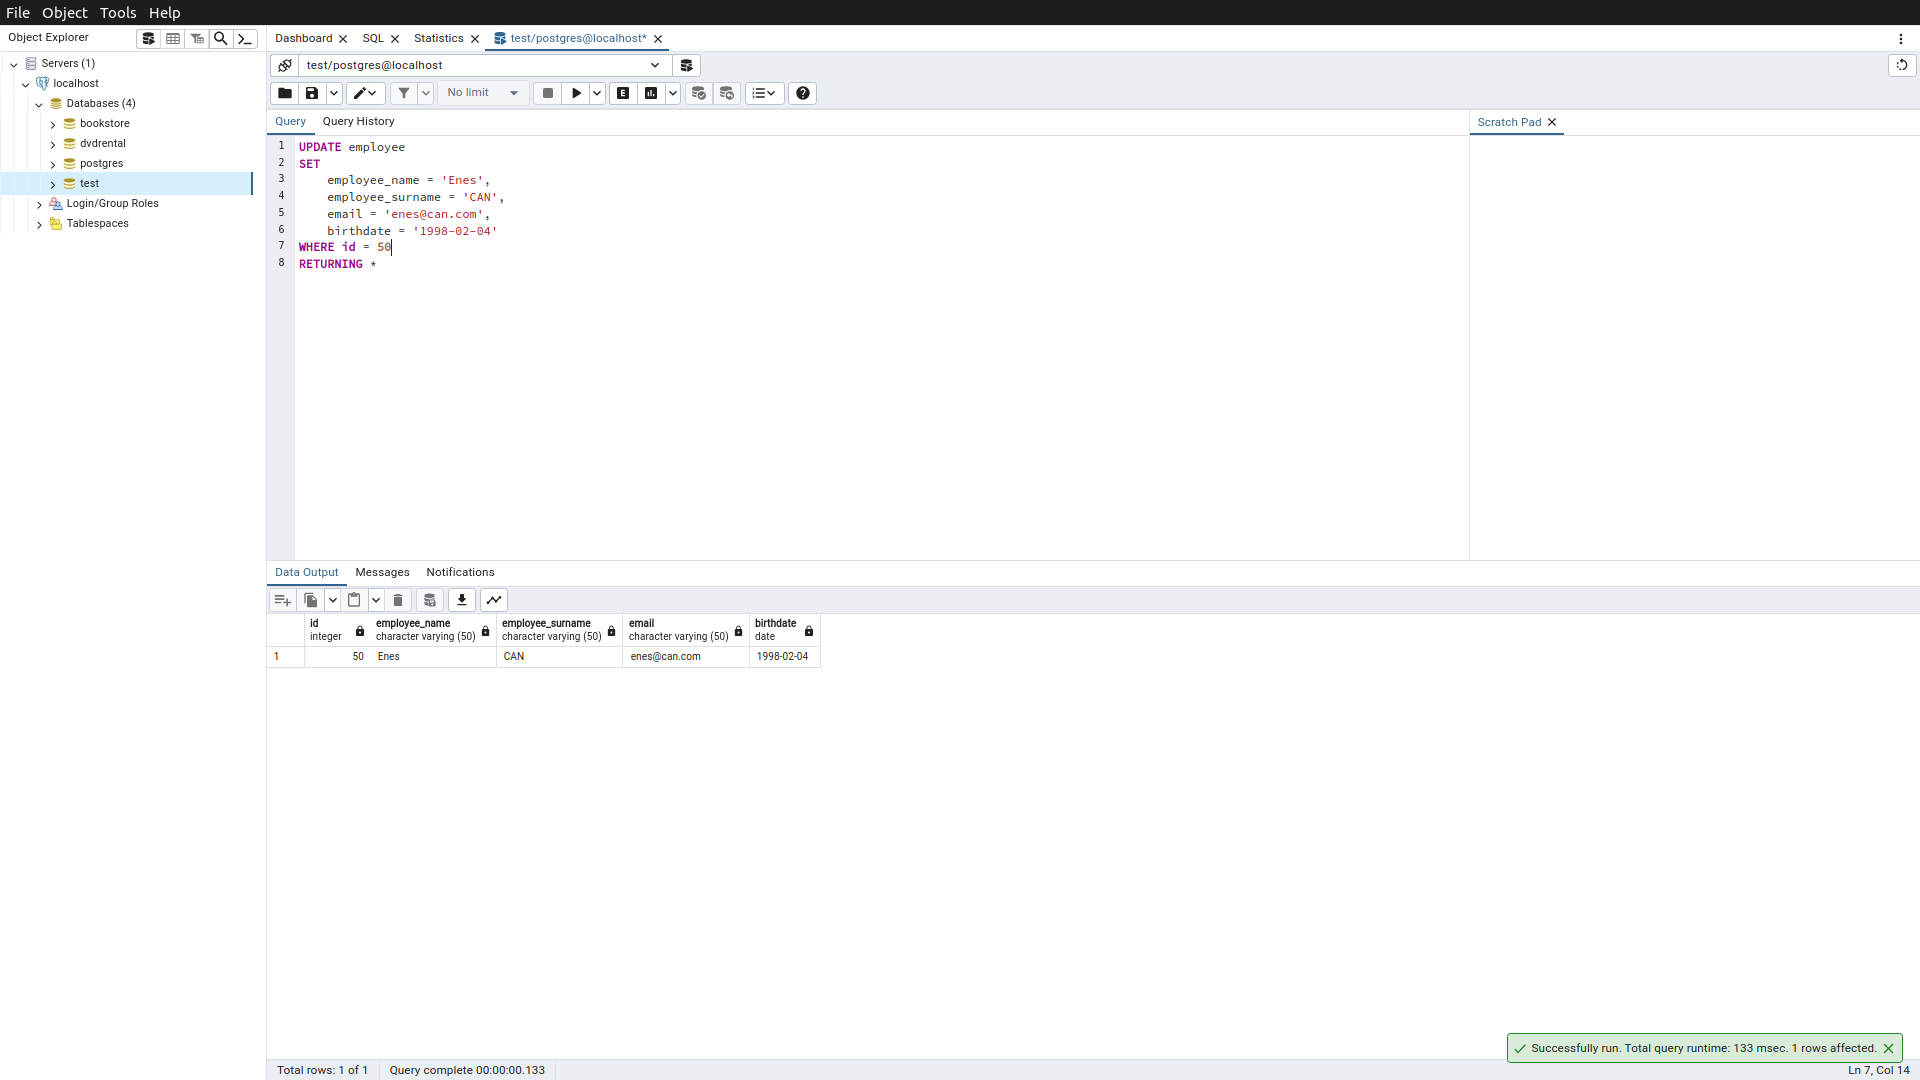 File Object Tools Help
Object Explorer
Dashboard SQL Statistics test/postgres@localhost*
Servers (1)
localhost
Databases (4)
bookstore
dvdrental
postgres
test
Login/Group Roles
Tablespaces
test/postgres@localhost
No limit E
Query Query History
Scratch Pad
1 UPDATE employee
2 SET
3 employee_name = 'Enes',
4 employee_surname = 'CAN',
5 email = 'enes@can.com',
6 birthdate = '1998-02-04'
7 WHERE id = 50
8 RETURNING *
Data Output Messages Notifications
id employee_name employee_surname email birthdate
integer character varying (50) character varying (50) character varying (50) date
1 50 Enes CAN enes@can.com 1998-02-04
Successfully run. Total query runtime: 133 msec. 1 rows affected.
Total rows: 1 of 1 Query complete 00:00:00.133 Ln 7, Col 14